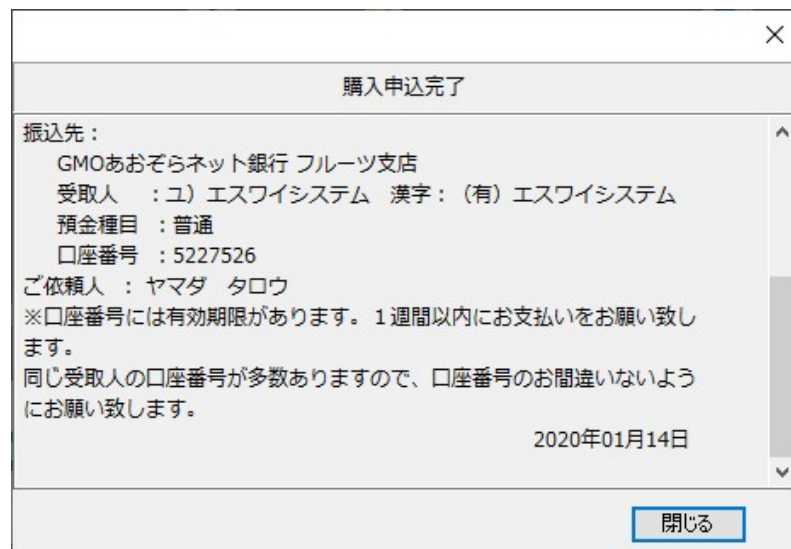 購入申込完了
振込先：
GMOあおぞらネット銀行 フルーツ支店
受取人　：ユ）エスワイシステム　漢字：（有）エスワイシステム
預金種目　：普通
口座番号　：5227526
ご依頼人　：　ヤマダ　タロウ
※口座番号には有効期限があります。１週間以内にお支払いをお願い致し
ます。
同じ受取人の口座番号が多数ありますので、口座番号のお間違いないよう
にお願い致します。
2020年01月14日
閉じる